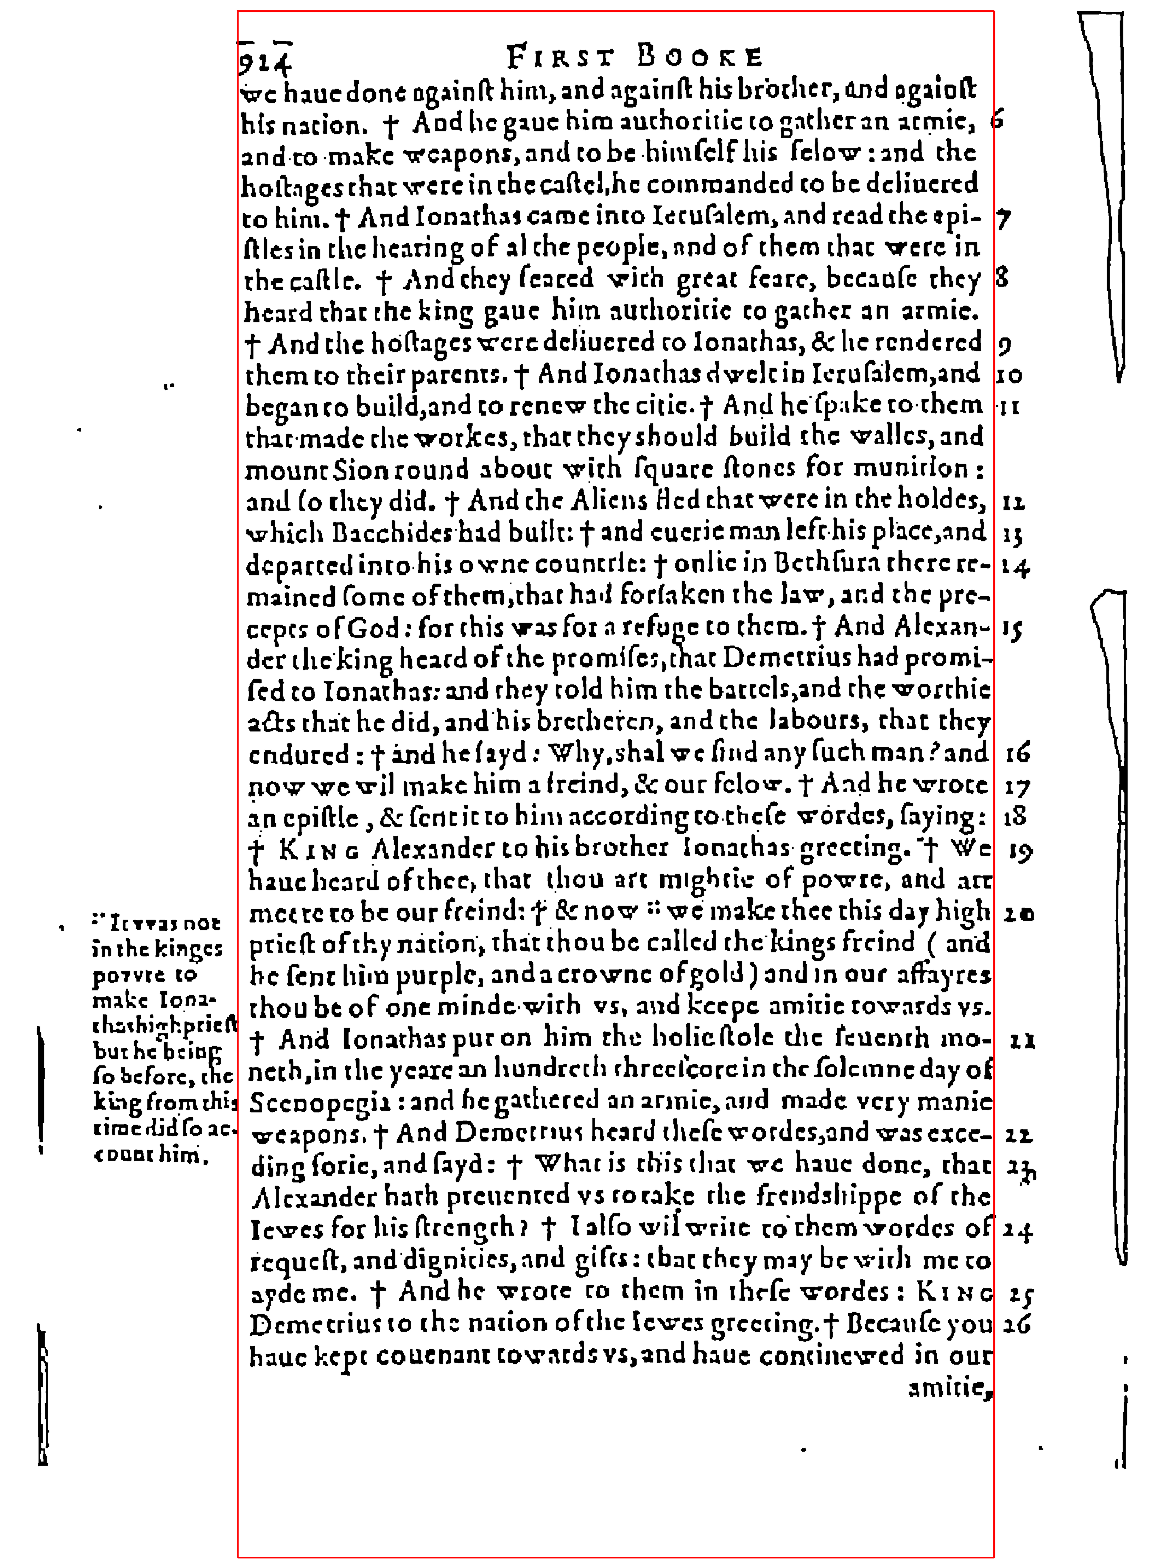 914 FIRST BOOKE
we haue done againſt him, and againſt his brother, and againſt
his nation. † And he gaue him authoritie to gather an armie, 6
and to make weapons, and to be himſelf his felow: and the
hoſtages that were in the caſtel, he commanded to be deliuered
to him. † And Ionathas came into Ieruſalem, and read the epi- 7
ſtles in the hearing of al the people, and of them that were in
the caſtle. † And they feared with great feare, becauſe they 8
heard that the king gaue him authoritie to gather an armie.
† And the hoſtages were deliuered to Ionathas, & he rendered 9
them to their parents. † And Ionathas dwelt in Ieruſalem, and 10
began to build, and to renew the citie. † And he ſpake to them 11
that made the workes, that they should build the walles, and
mount Sion round about with ſquare ſtones for munition:
and ſo they did. † And the Aliens fled that were in the holdes, 12
which Bacchides had built: † and euerie man left his place, and 13
departed into his owne countrie: † onlie in Bethſura there re- 14
mained ſome of them, that had forſaken the law, and the pre-
cepts of God: for this was for a refuge to them. † And Alexan- 15
der the king heard of the promiſes, that Demetrius had promi-
ſed to Ionathas: and they told him the battels, and the worthie
acts that he did, and his bretheren, and the labours, that they
endured: † and he ſayd: Why, shal we find any ſuch man? and 16
now we wil make him a freind, & our felow. † And he wrote 17
an epiſtle, & ſent it to him according to theſe wordes, ſaying: 18
† KING Alexander to his brother Ionathas greeting. † We 19
haue heard of thee, that thou art mightie of powre, and art
meete to be our freind: † & now :: we make thee this day high 20
prieſt of thy nation, that thou be called the kings freind ( and
he ſent him purple, and a crowne of gold ) and in our affayres
thou be of one minde with vs, and keepe amitie towards vs.
† And Ionathas put on him the holie ſtole the ſeuenth mo- 21
neth, in the yeare an hundreth threeſcore in the ſolemne day of
Scenopegia: and he gathered an armie, and made very manie
weapons. † And Demetrius heard theſe wordes, and was exce- 22
ding ſorie, and ſayd: † What is this that we haue done, that 23
Alexander hath preuented vs to take the frendshippe of the
Iewes for his ſtrength? † I alſo wil write to them wordes of 24
requeſt, and dignities, and gifts: that they may be with me to
ayde me. † And he wrote to them in theſe wordes: KING 25
Demetrius to the nation of the Iewes greeting. † Becauſe you 26
haue kept couenant towards vs, and haue continewed in our
amitie,
:: It vvas not
in the kinges
povvre to
make Iona-
thas high prieſt
but he being
ſo before, the
king from this
time did ſo ac-
count him.